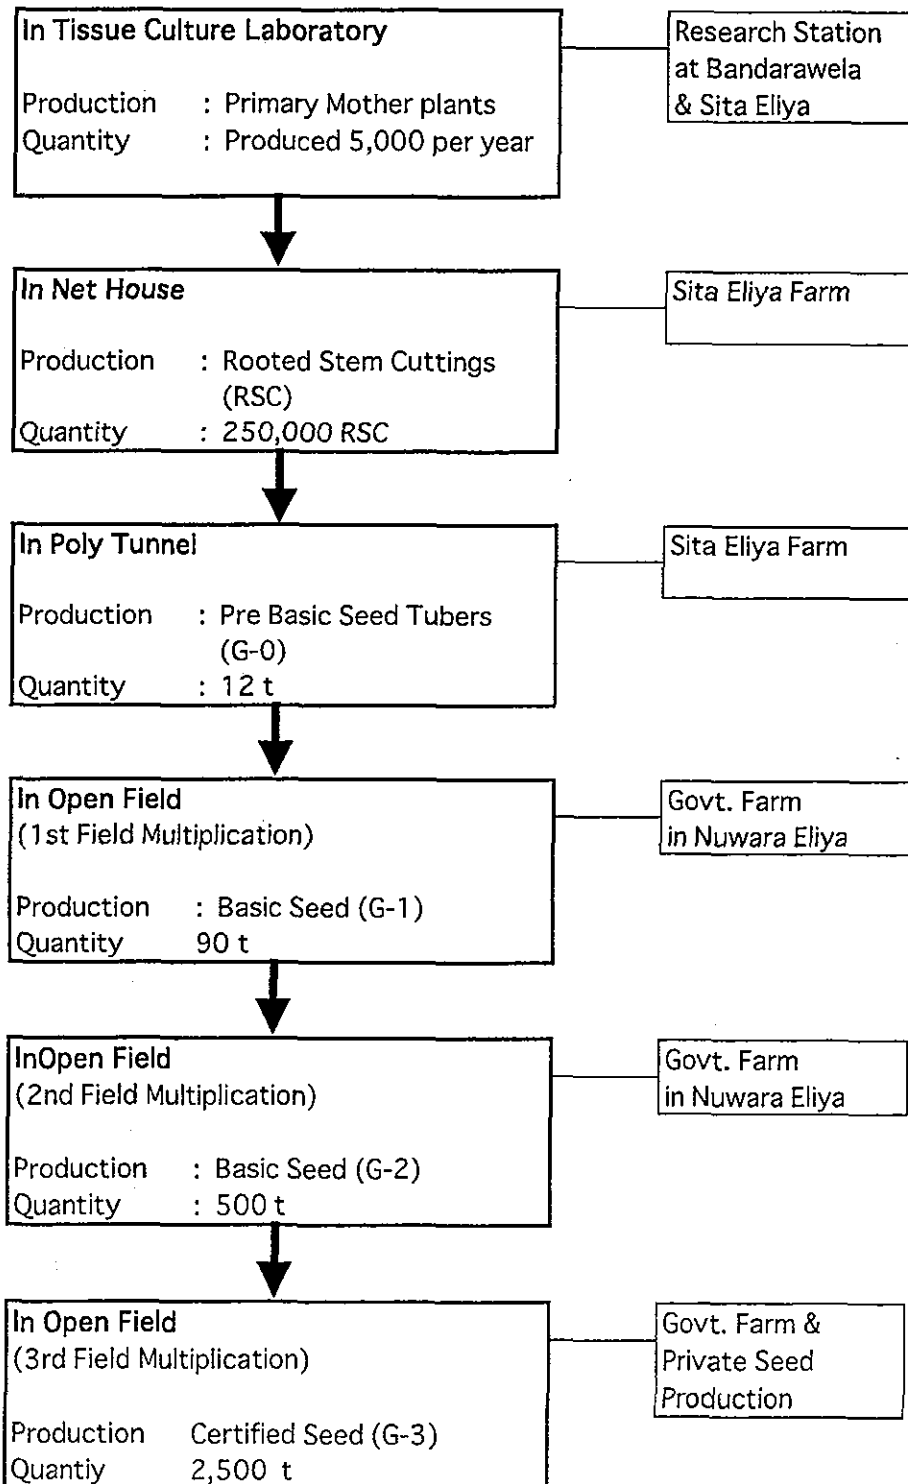 In Tissue Culture Laboratory
Production : Primary Mother plants
Quantity : Produced 5,000 per year
Research Station
at Bandarawela
& Sita Eliya
In Net House
Production : Rooted Stem Cuttings
(RSC)
Quantity : 250,000 RSC
Sita Eliya Farm
In Poly Tunnel
Production : Pre Basic Seed Tubers
(G-0)
Quantity : 12 t
Sita Eliya Farm
In Open Field
(1st Field Multiplication)
Production : Basic Seed (G-1)
Quantity 90 t
Govt. Farm
in Nuwara Eliya
InOpen Field
(2nd Field Multiplication)
Production : Basic Seed (G-2)
Quantity : 500 t
Govt. Farm
in Nuwara Eliya
In Open Field
(3rd Field Multiplication)
Production Certified Seed (G-3)
Quantiy 2,500 t
Govt. Farm &
Private Seed
Production